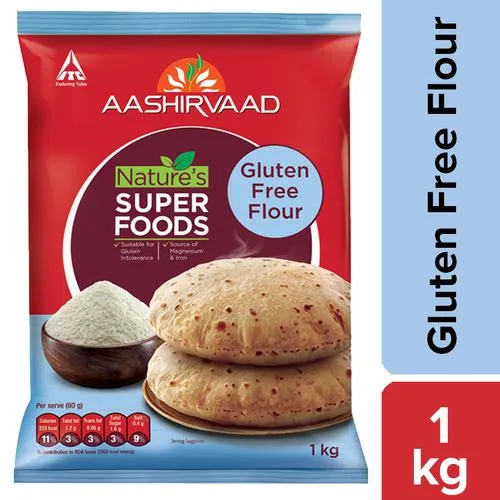 ITC
Enduring Value
AASHIRVAAD
Nature's
SUPER
FOODS
✓ Suitable for
Gluten
Intolerance
✓ Source of
Magnesium
& Iron
Gluten
Free
Flour
Per serve (60 g)
Calories
223 kcal
11%
Total fat
1.7 g
3%
Trans fat
0.06 g
3%
Total
Sugar
1.6 g
3%
Salt
0.4 g
9%
% contribution to RDA base 2000 kcal energy
Serving Suggestion
1 kg
Gluten Free Flour
1
kg